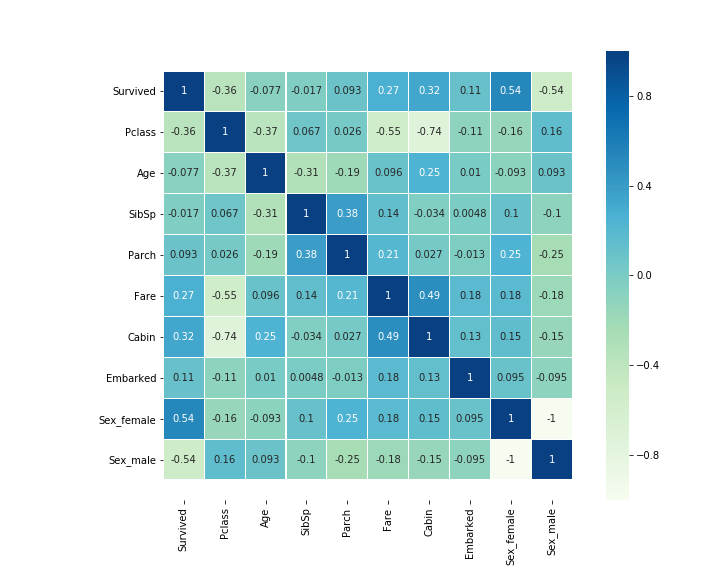 Survived 1 -0.36 -0.077 -0.017 0.093 0.27 0.32 0.11 0.54 -0.54
Pclass -0.36 1 -0.37 0.067 0.026 -0.55 -0.74 -0.11 -0.16 0.16
Age -0.077 -0.37 1 -0.31 -0.19 0.096 0.25 0.01 -0.093 0.093
SibSp -0.017 0.067 -0.31 1 0.38 0.14 -0.034 0.0048 0.1 -0.1
Parch 0.093 0.026 -0.19 0.38 1 0.21 0.027 -0.013 0.25 -0.25
Fare 0.27 -0.55 0.096 0.14 0.21 1 0.49 0.18 0.18 -0.18
Cabin 0.32 -0.74 0.25 -0.034 0.027 0.49 1 0.13 0.15 -0.15
Embarked 0.11 -0.11 0.01 0.0048 -0.013 0.18 0.13 1 0.095 -0.095
Sex_female 0.54 -0.16 -0.093 0.1 0.25 0.18 0.15 0.095 1 -1
Sex_male -0.54 0.16 0.093 -0.1 -0.25 -0.18 -0.15 -0.095 -1 1
Survived Pclass Age SibSp Parch Fare Cabin Embarked Sex_female Sex_male
0.8
0.4
0.0
−0.4
−0.8